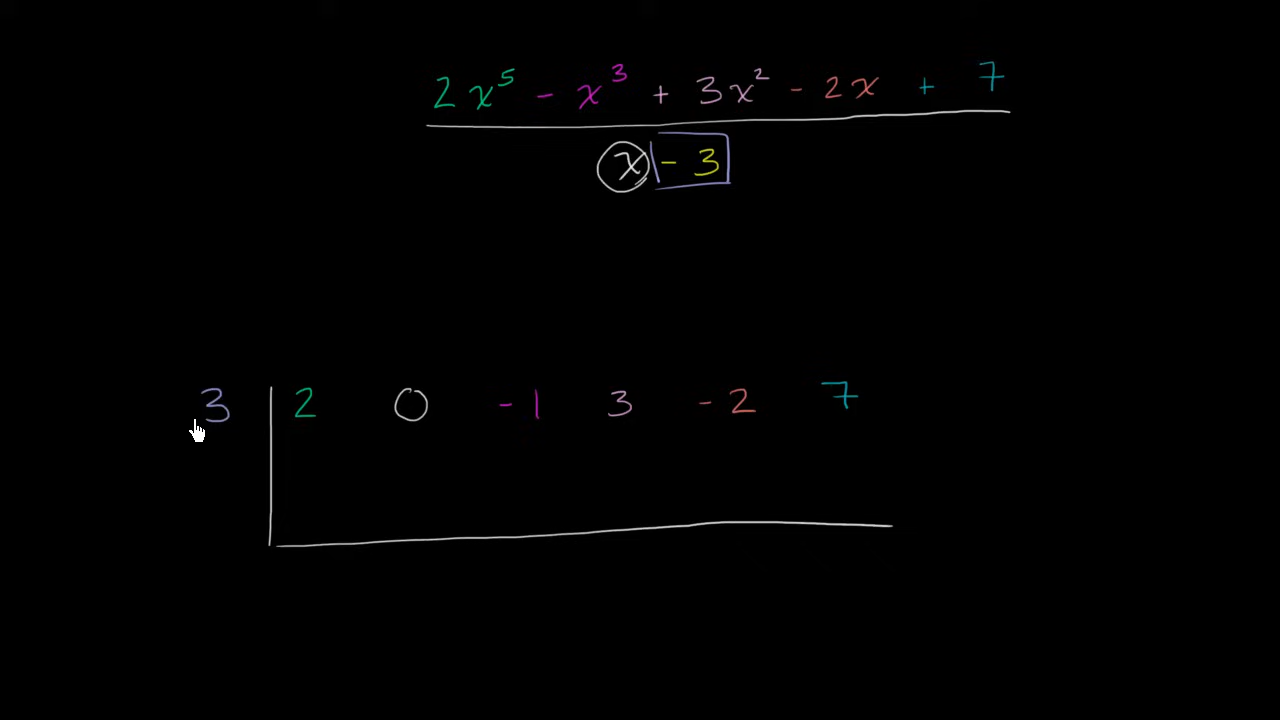 2x⁵ - x³ + 3x² - 2x + 7
x - 3
3 2 0 -1 3 -2 7